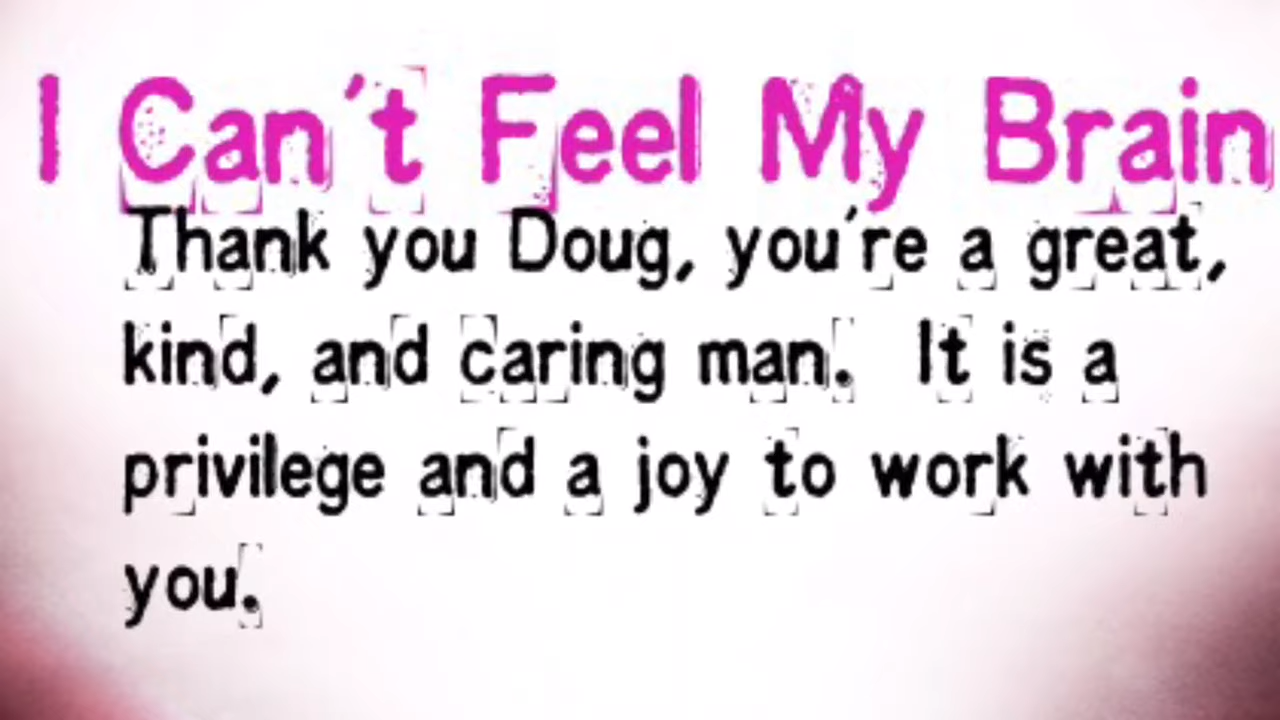 I Can't Feel My Brain
Thank you Doug, you're a great,
kind, and caring man.  It is a
privilege and a joy to work with
you.